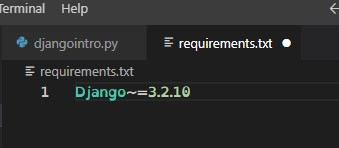 Terminal Help
djangointro.py requirements.txt
requirements.txt
1 Django~=3.2.10